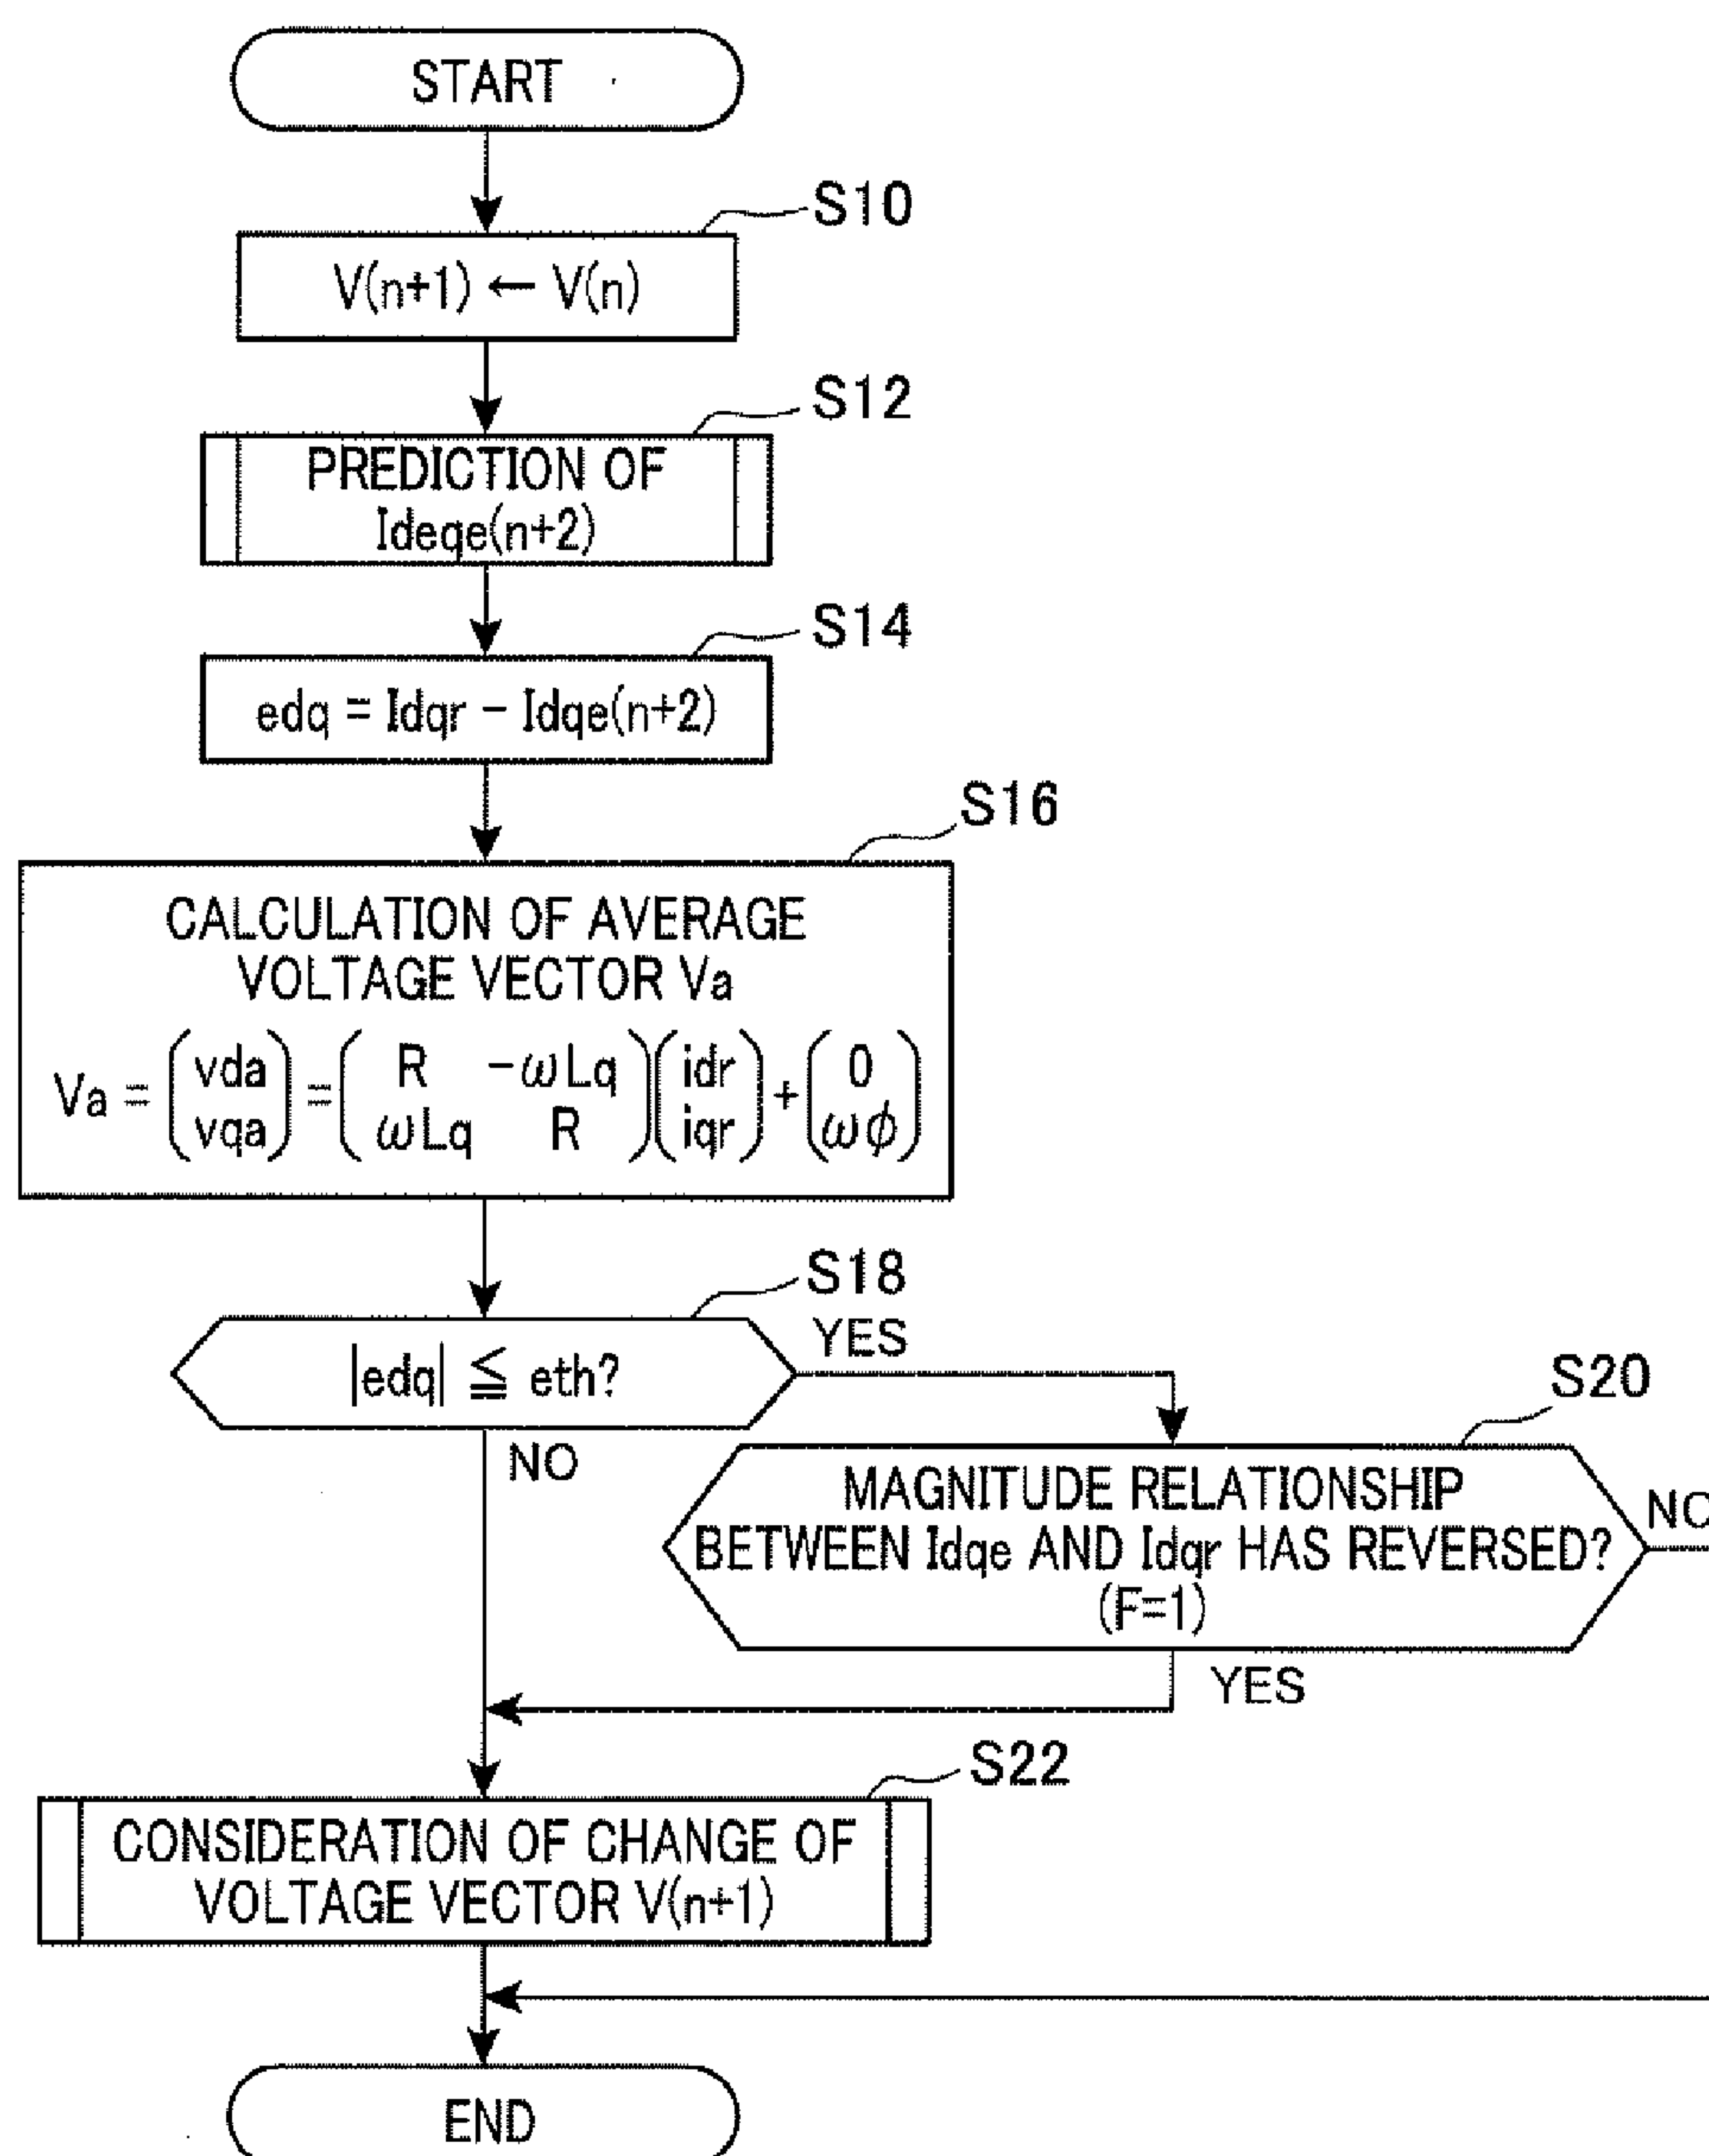 START
S10
V(n+1) ← V(n)
S12
PREDICTION OF
Ideqe(n+2)
S14
edq = Idqr − Idqe(n+2)
S16
CALCULATION OF AVERAGE
VOLTAGE VECTOR Va
Va = (vda vqa) = (R −ωLq ωLq R)(idr iqr) + (0 ωϕ)
S18
|edq| ≦ eth?
YES
NO
S20
MAGNITUDE RELATIONSHIP
BETWEEN Idqe AND Idqr HAS REVERSED?
(F=1)
NO
YES
S22
CONSIDERATION OF CHANGE OF
VOLTAGE VECTOR V(n+1)
END